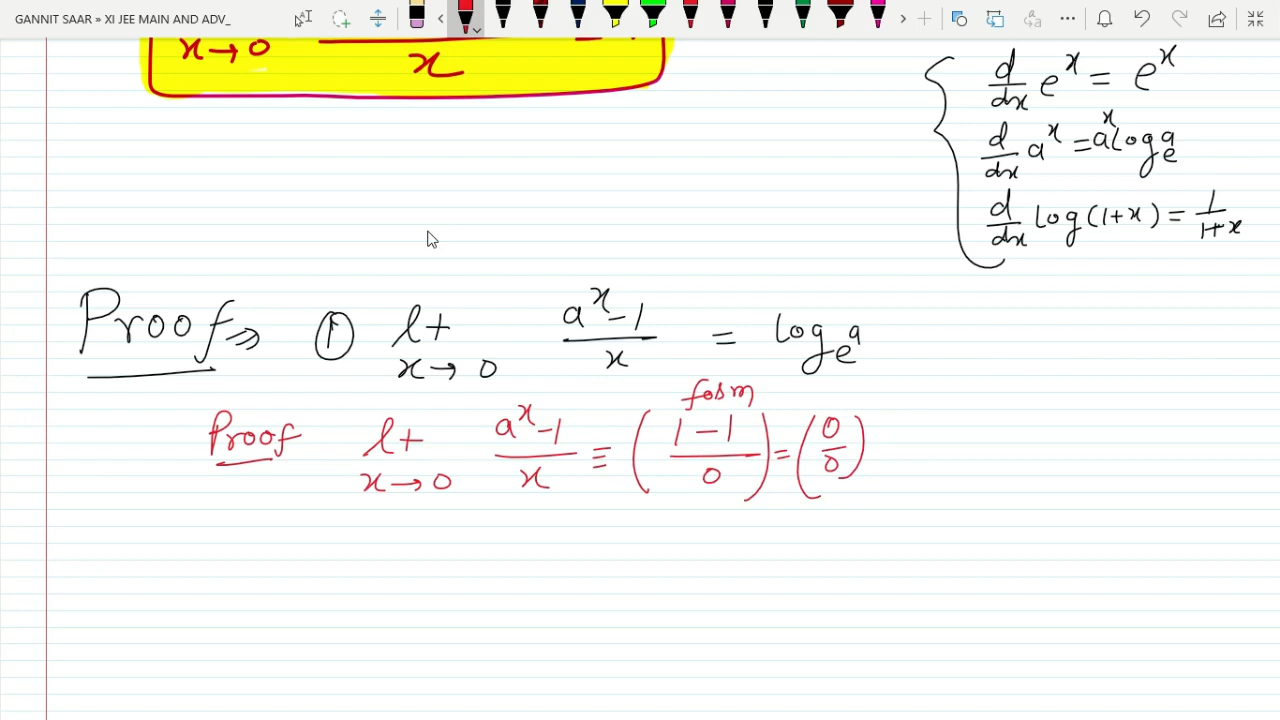 GANNIT SAAR » XI JEE MAIN AND ADV_
x→0 x
d/dx e^x = e^x
d/dx a^x = a^x log_e a
d/dx log(1+x) = 1/1+x
Proof⇒ ① lt x→0 a^x-1/x = log_e a
form
Proof lt x→0 a^x-1/x ≡ (1-1/0) = (0/0)